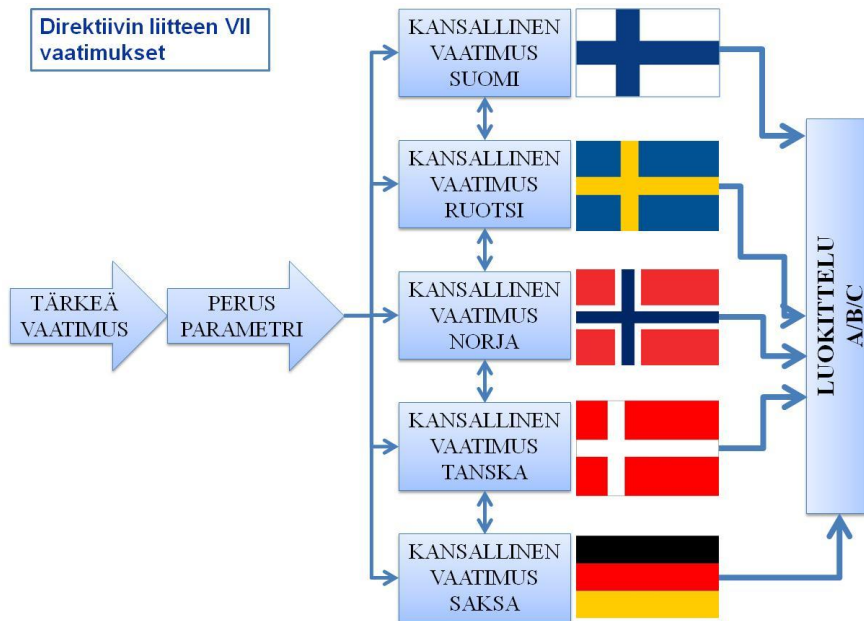 Direktiivin liitteen VII
vaatimukset
KANSALLINEN
VAATIMUS
SUOMI
KANSALLINEN
VAATIMUS
RUOTSI
TÄRKEÄ
VAATIMUS
PERUS
PARAMETRI
KANSALLINEN
VAATIMUS
NORJA
KANSALLINEN
VAATIMUS
TANSKA
KANSALLINEN
VAATIMUS
SAKSA
LUOKITTELU
A/B/C